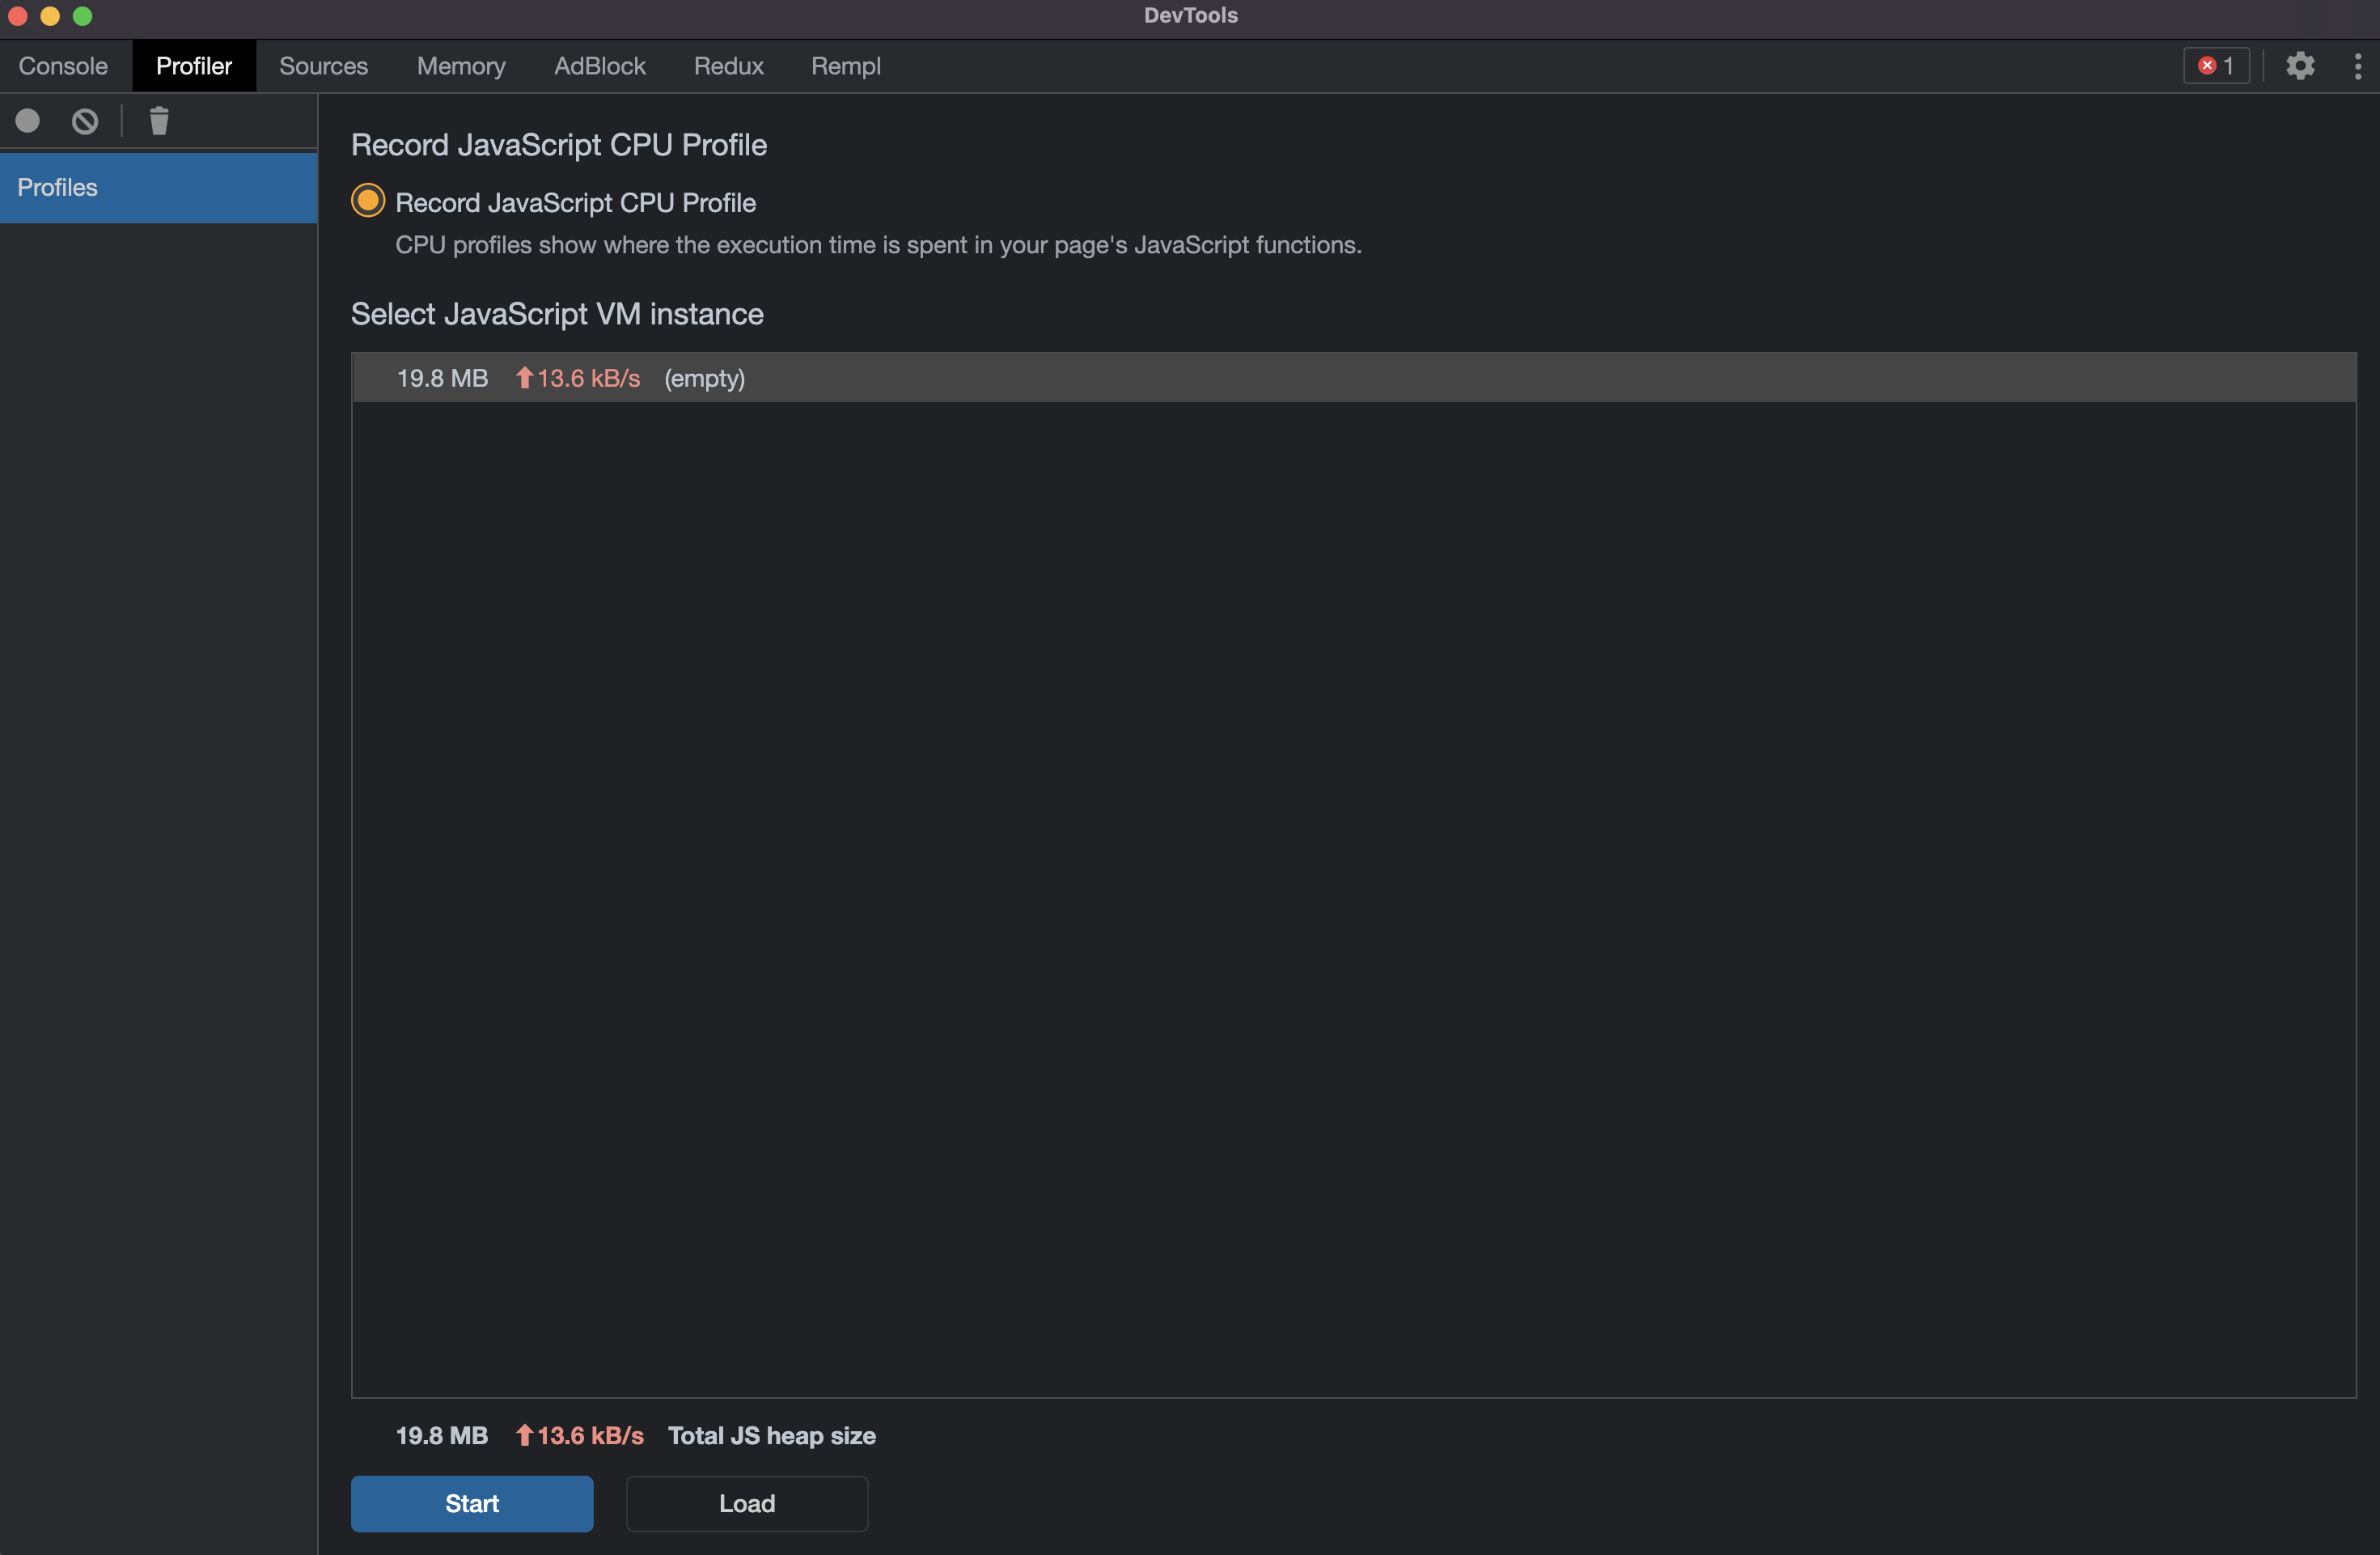 DevTools
Console Profiler Sources Memory AdBlock Redux Rempl 1
Profiles
Record JavaScript CPU Profile
Record JavaScript CPU Profile
CPU profiles show where the execution time is spent in your page's JavaScript functions.
Select JavaScript VM instance
19.8 MB 13.6 kB/s (empty)
19.8 MB 13.6 kB/s Total JS heap size
Start Load